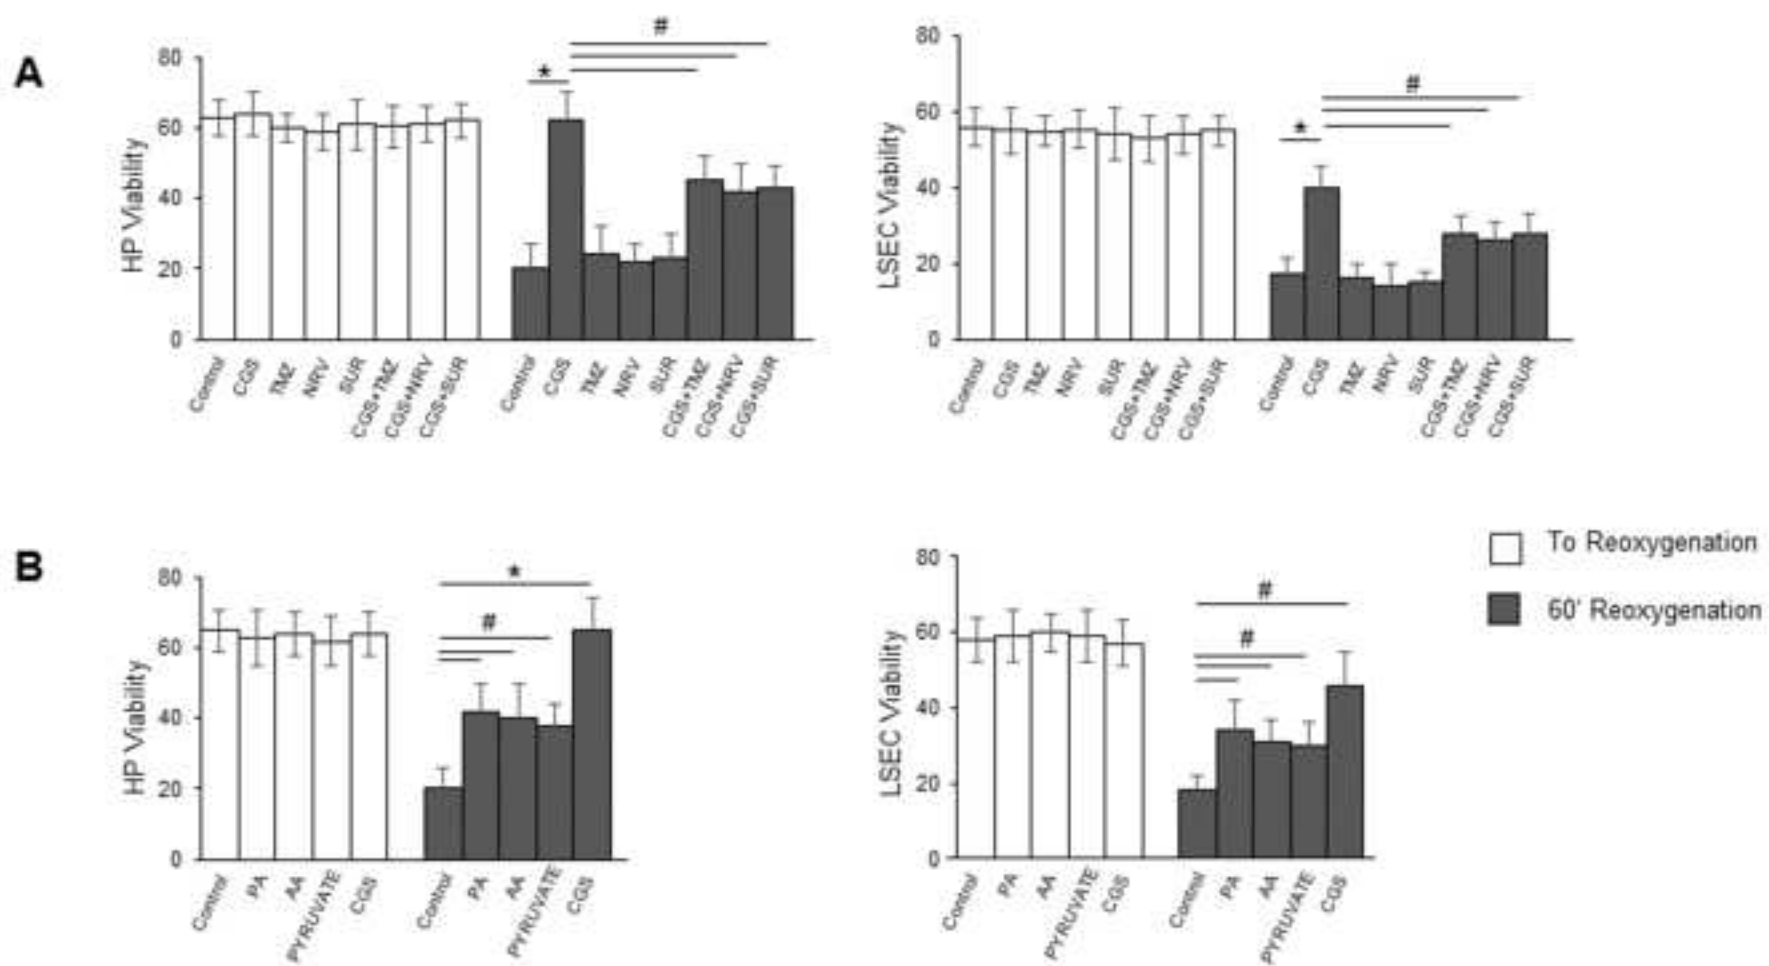 A
HP Viability
80
60
40
20
0
*
#
Control
CGS
TMZ
NRV
SUR
CGS+TMZ
CGS+NRV
CGS+SUR
Control
CGS
TMZ
NRV
SUR
CGS+TMZ
CGS+NRV
CGS+SUR
LSEC Viability
80
60
40
20
0
*
#
Control
CGS
TMZ
NRV
SUR
CGS+TMZ
CGS+NRV
CGS+SUR
Control
CGS
TMZ
NRV
SUR
CGS+TMZ
CGS+NRV
CGS+SUR
B
HP Viability
80
60
40
20
0
*
#
Control
PA
AA
PYRUVATE
CGS
Control
PA
AA
PYRUVATE
CGS
LSEC Viability
80
60
40
20
0
#
#
Control
PA
AA
PYRUVATE
CGS
Control
PA
AA
PYRUVATE
CGS
To Reoxygenation
60' Reoxygenation